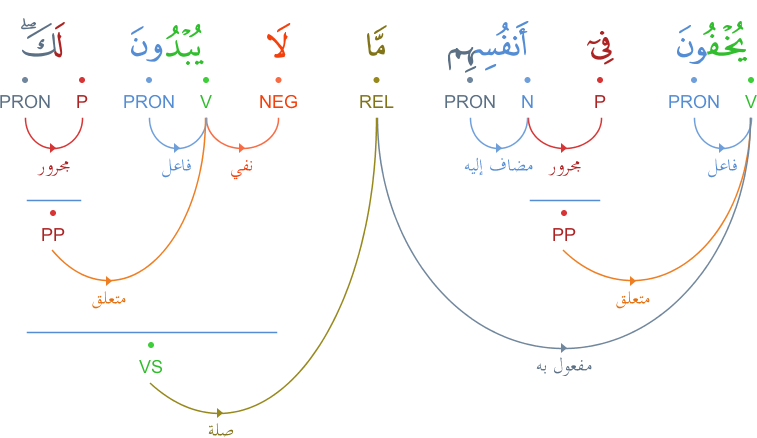 يُخْفُونَ فِىٓ أَنفُسِهِم مَّا لَا يُبْدُونَ لَكَ ۖ
V PRON P N PRON REL NEG V PRON P PRON
فاعل مجرور مضاف إليه نفي فاعل مجرور
PP PP
متعلق متعلق
VS مفعول به
صلة